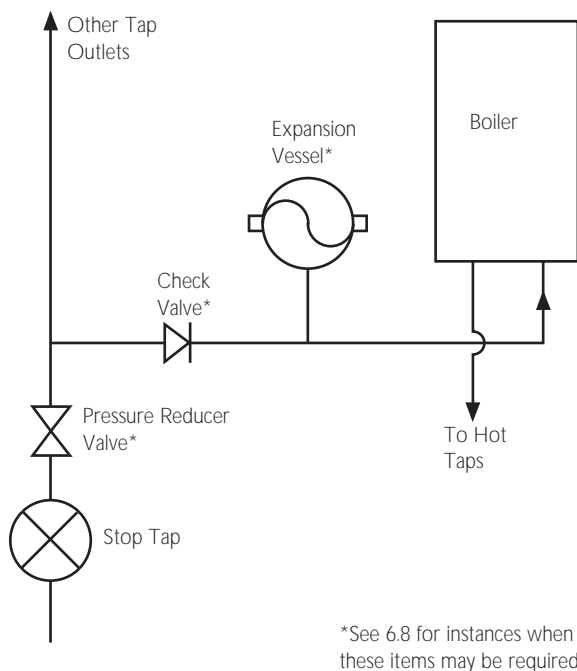 Other Tap
Outlets
Boiler
Expansion
Vessel*
Check
Valve*
Pressure Reducer
Valve*
To Hot
Taps
Stop Tap
*See 6.8 for instances when
these items may be required